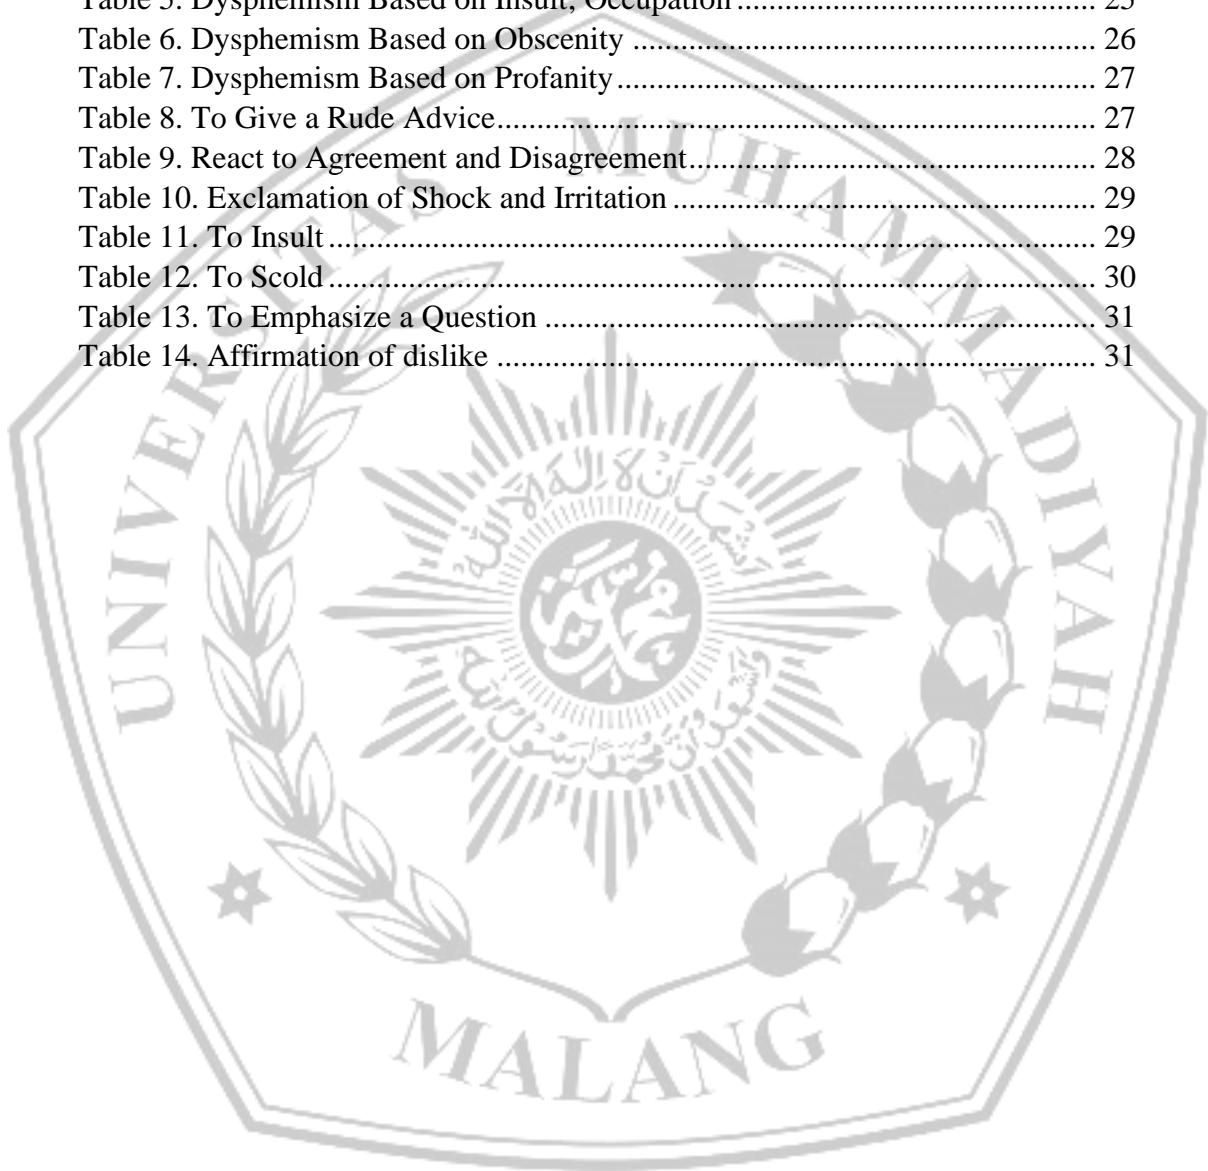 Table 5. Dysphemism Based on Insult; Occupation .............................................. 25
Table 6. Dysphemism Based on Obscenity .......................................................... 26
Table 7. Dysphemism Based on Profanity ............................................................ 27
Table 8. To Give a Rude Advice........................................................................... 27
Table 9. React to Agreement and Disagreement................................................... 28
Table 10. Exclamation of Shock and Irritation ..................................................... 29
Table 11. To Insult ................................................................................................ 29
Table 12. To Scold ................................................................................................ 30
Table 13. To Emphasize a Question ..................................................................... 31
Table 14. Affirmation of dislike ........................................................................... 31
UNIVERSITAS MUHAMMADIYAH
MALANG